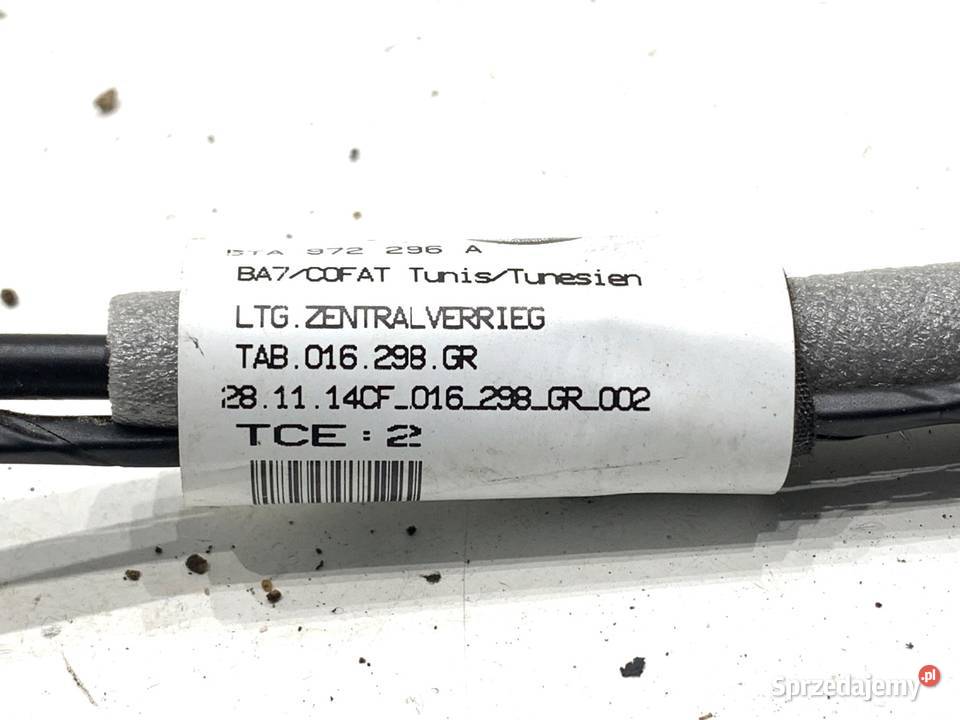 972 296 A
BA7/COFAT Tunis/Tunesien
LTG.ZENTRALVERRIEG
TAB.016.298.GR
28.11.14CF_016_298_GR_002
TCE:2
Sprzedajemy.pl